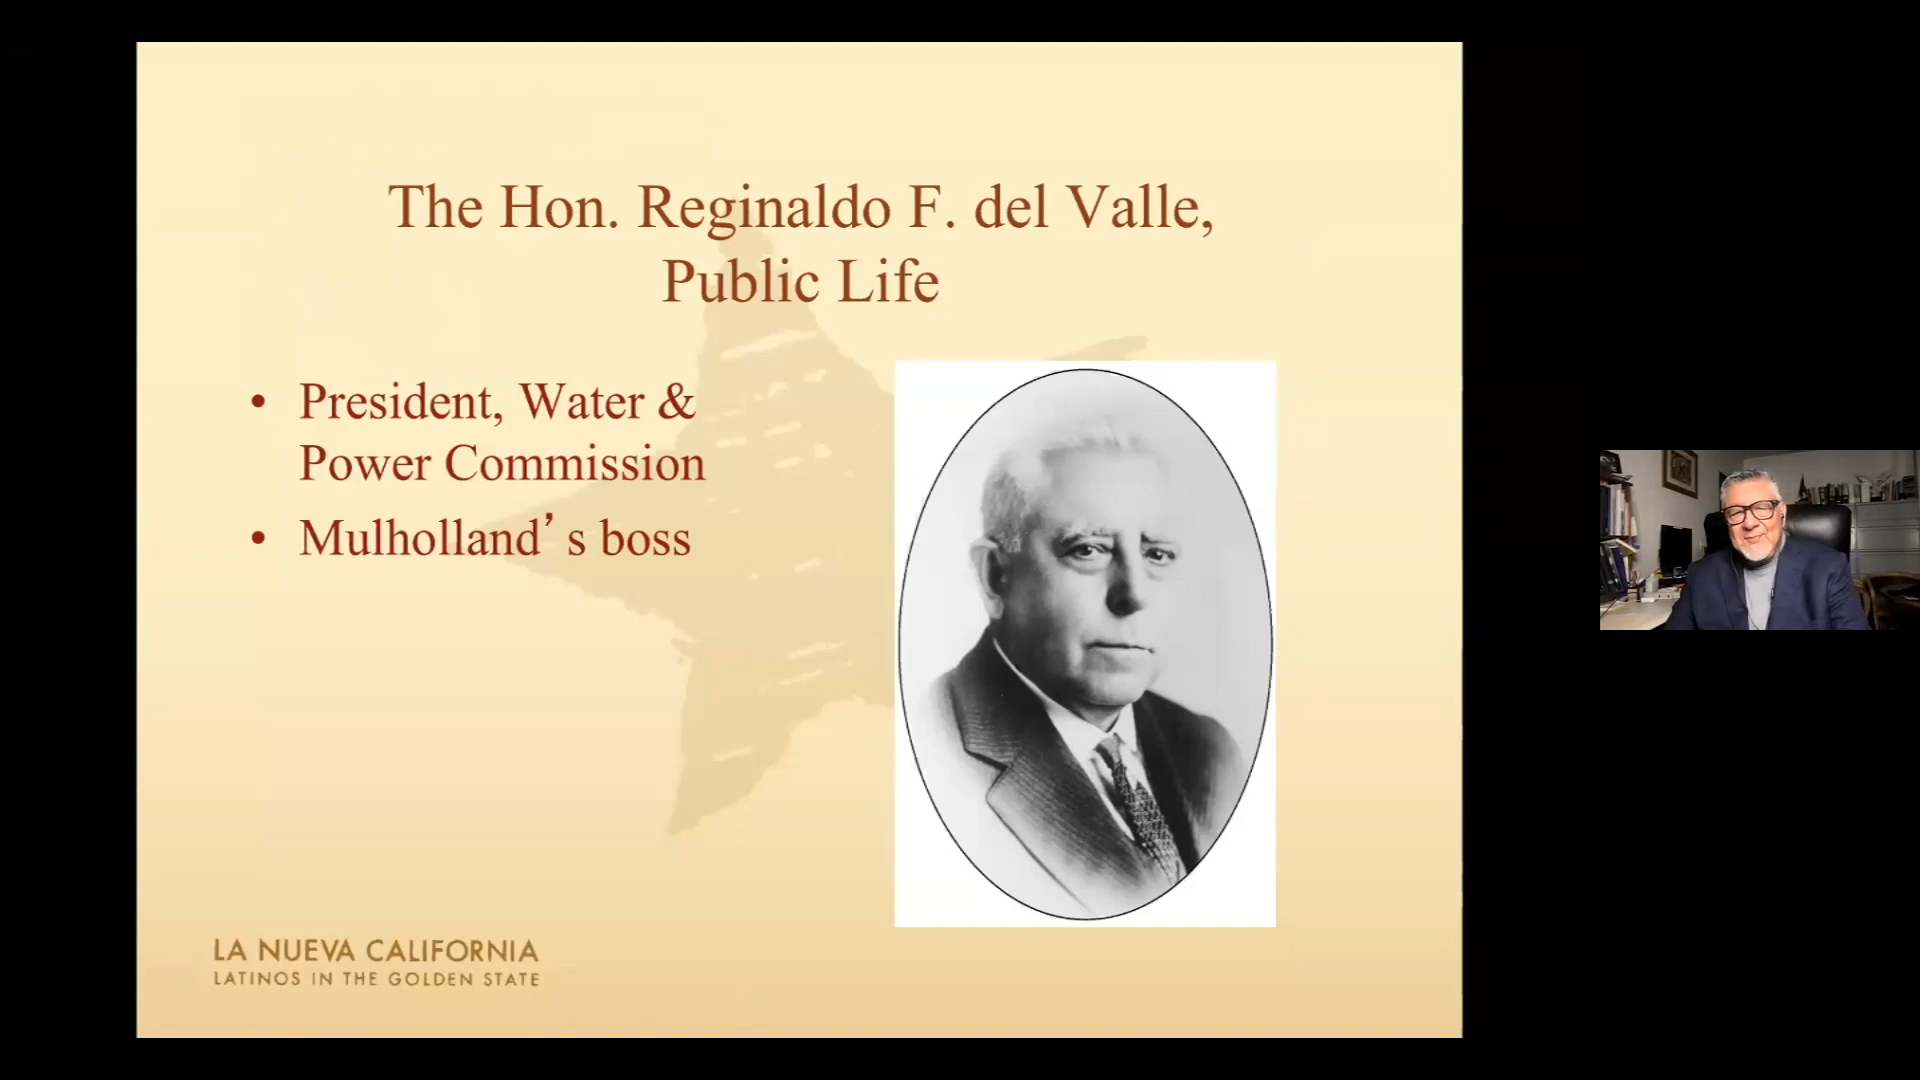 The Hon. Reginaldo F. del Valle,
Public Life
• President, Water &
Power Commission
• Mulholland’s boss
LA NUEVA CALIFORNIA
LATINOS IN THE GOLDEN STATE